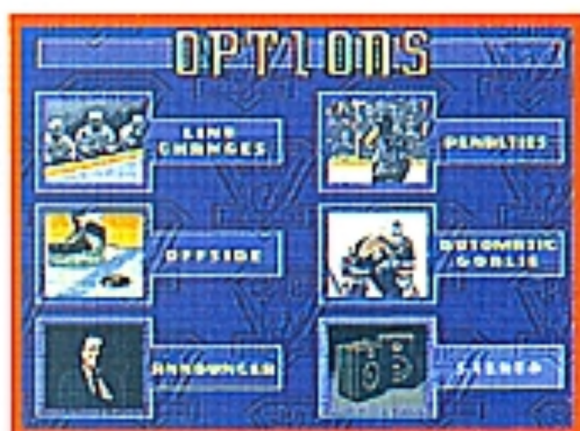 OPTIONS
LINE
CHANGES
PENALTIES
OFFSIDE
AUTOMATIC
GOALIE
ANNOUNCER
STEREO